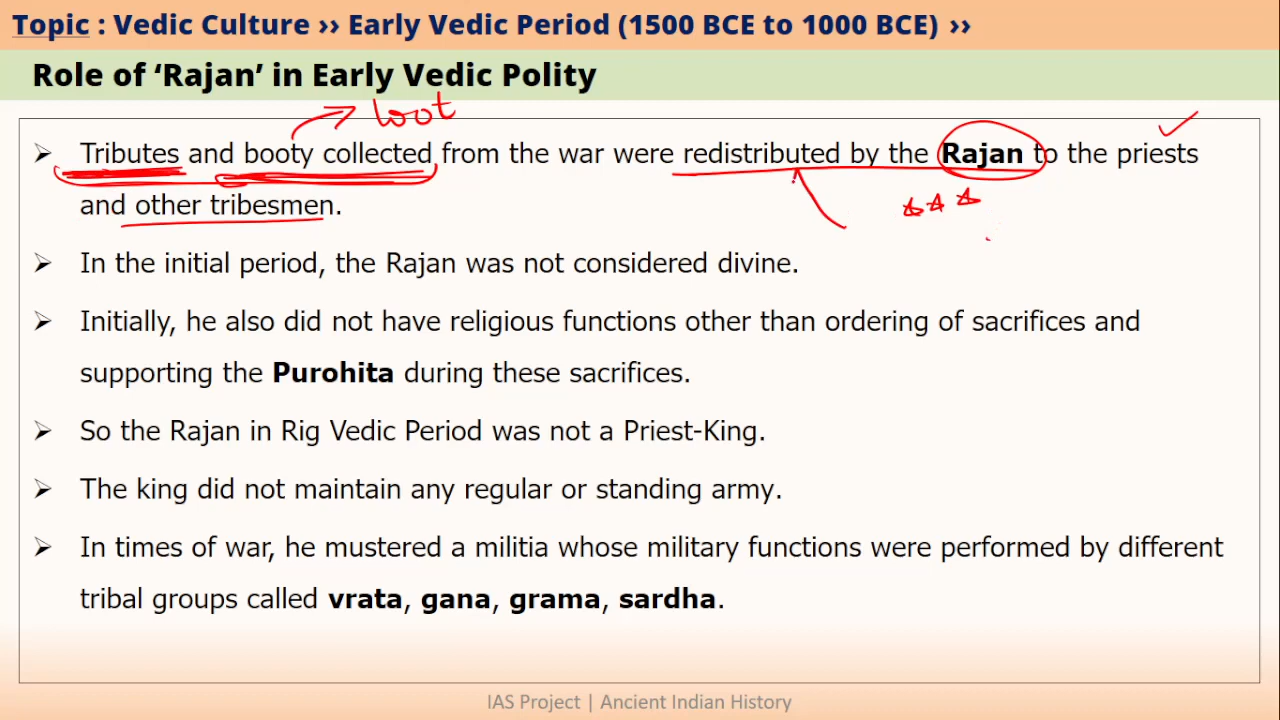 Topic : Vedic Culture ›› Early Vedic Period (1500 BCE to 1000 BCE) ››
Role of ‘Rajan’ in Early Vedic Polity
loot
➢ Tributes and booty collected from the war were redistributed by the Rajan to the priests
and other tribesmen.
➢ In the initial period, the Rajan was not considered divine.
➢ Initially, he also did not have religious functions other than ordering of sacrifices and
supporting the Purohita during these sacrifices.
➢ So the Rajan in Rig Vedic Period was not a Priest-King.
➢ The king did not maintain any regular or standing army.
➢ In times of war, he mustered a militia whose military functions were performed by different
tribal groups called vrata, gana, grama, sardha.
IAS Project | Ancient Indian History